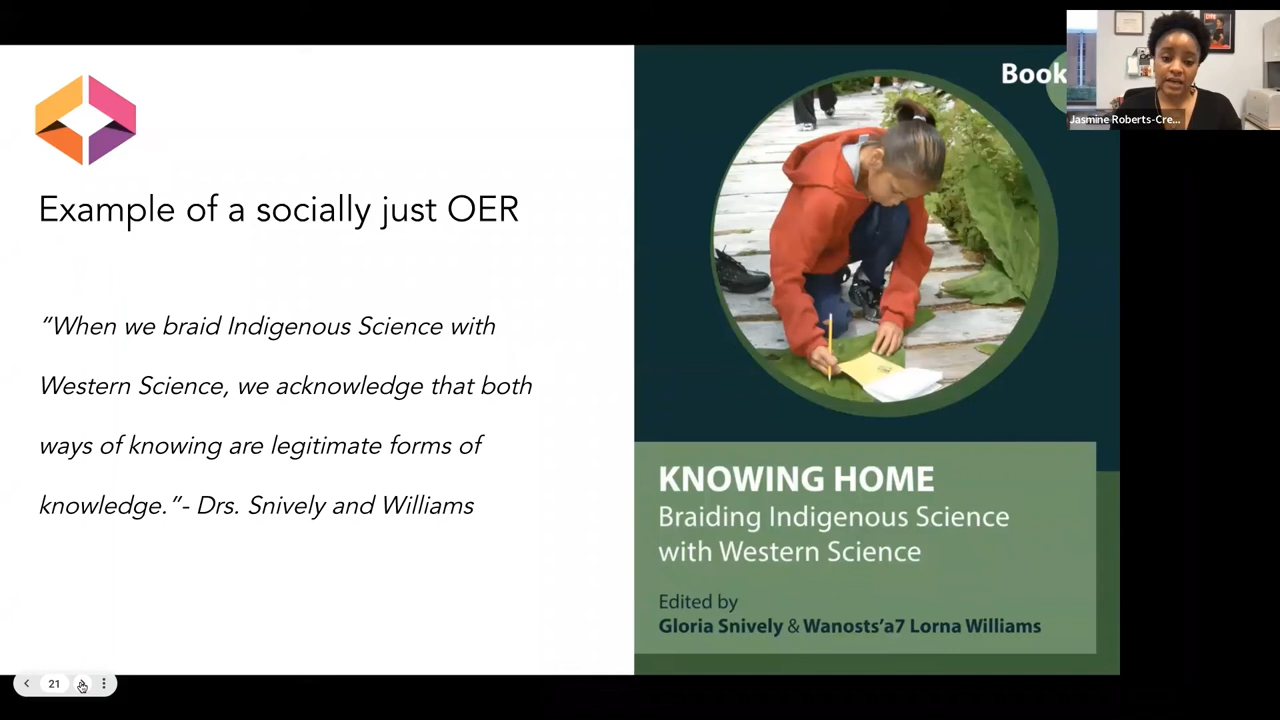 Example of a socially just OER
“When we braid Indigenous Science with
Western Science, we acknowledge that both
ways of knowing are legitimate forms of
knowledge.”- Drs. Snively and Williams
Book
KNOWING HOME
Braiding Indigenous Science
with Western Science
Edited by
Gloria Snively & Wanosts’a7 Lorna Williams
Jasmine Roberts-Cre...
21